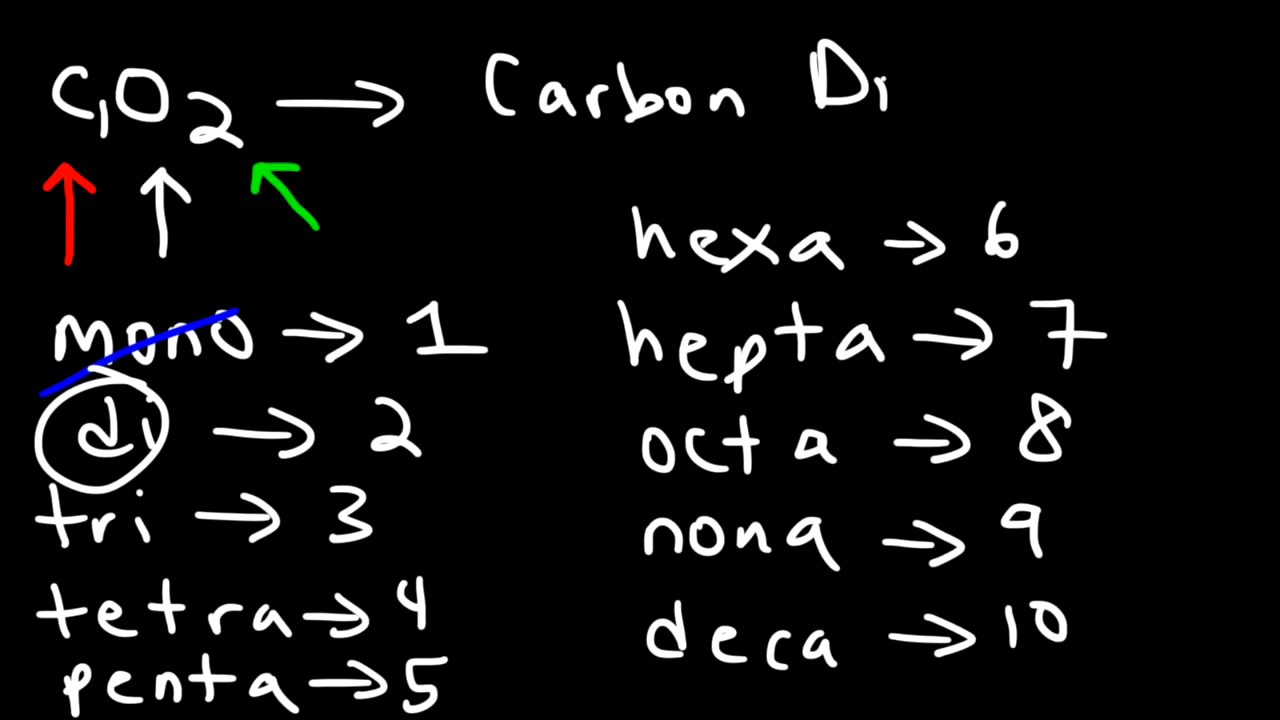 C₁O₂ → Carbon Di
mono → 1
di → 2
tri → 3
tetra → 4
penta → 5
hexa → 6
hepta → 7
octa → 8
nona → 9
deca → 10